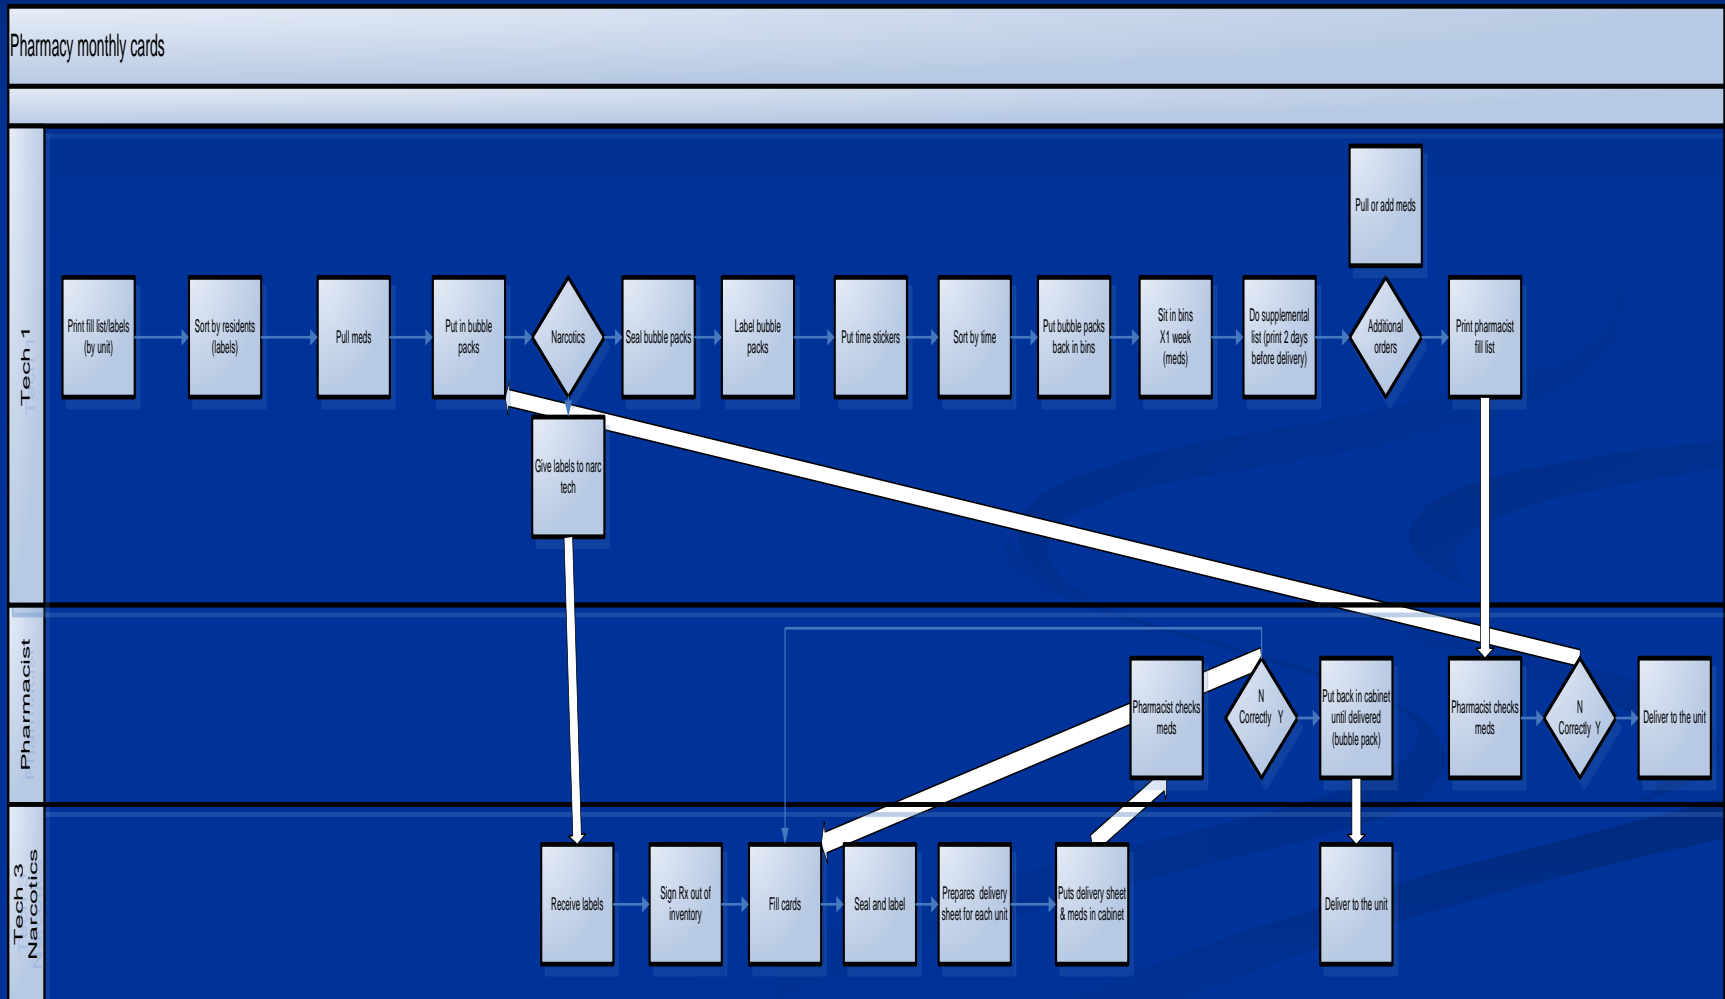 Pharmacy monthly cards
Tech 1
Pull or add meds
Print fill list/labels
(by unit)
Sort by residents
(labels)
Pull meds
Put in bubble
packs
Narcotics
Seal bubble packs
Label bubble
packs
Put time stickers
Sort by time
Put bubble packs
back in bins
Sit in bins
X1 week
(meds)
Do supplemental
list (print 2 days
before delivery)
Additional
orders
Print pharmacist
fill list
Give labels to narc
tech
Pharmacist
Pharmacist checks
meds
N
Correctly Y
Put back in cabinet
until delivered
(bubble pack)
Pharmacist checks
meds
N
Correctly Y
Deliver to the unit
Tech 3
Narcotics
Receive labels
Sign Rx out of
inventory
Fill cards
Seal and label
Prepares delivery
sheet for each unit
Puts delivery sheet
& meds in cabinet
Deliver to the unit